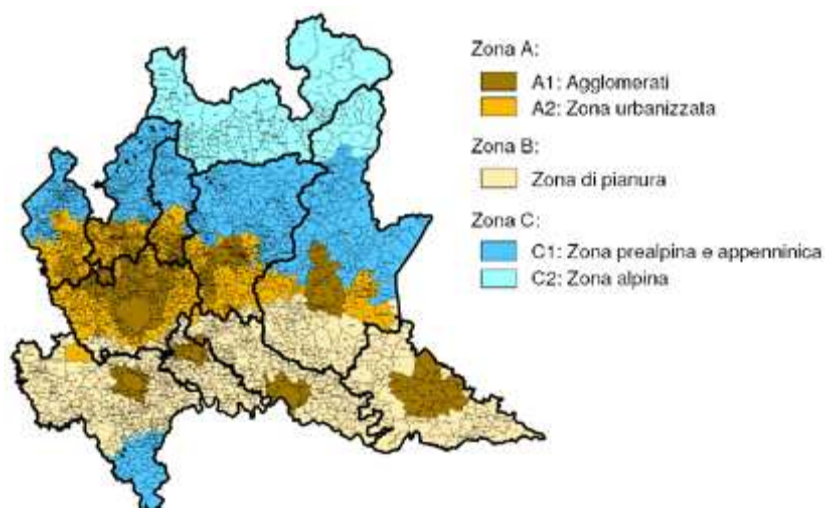 Zona A:
A1: Agglomerati
A2: Zona urbanizzata
Zona B:
Zona di pianura
Zona C:
C1: Zona prealpina e appenninica
C2: Zona alpina